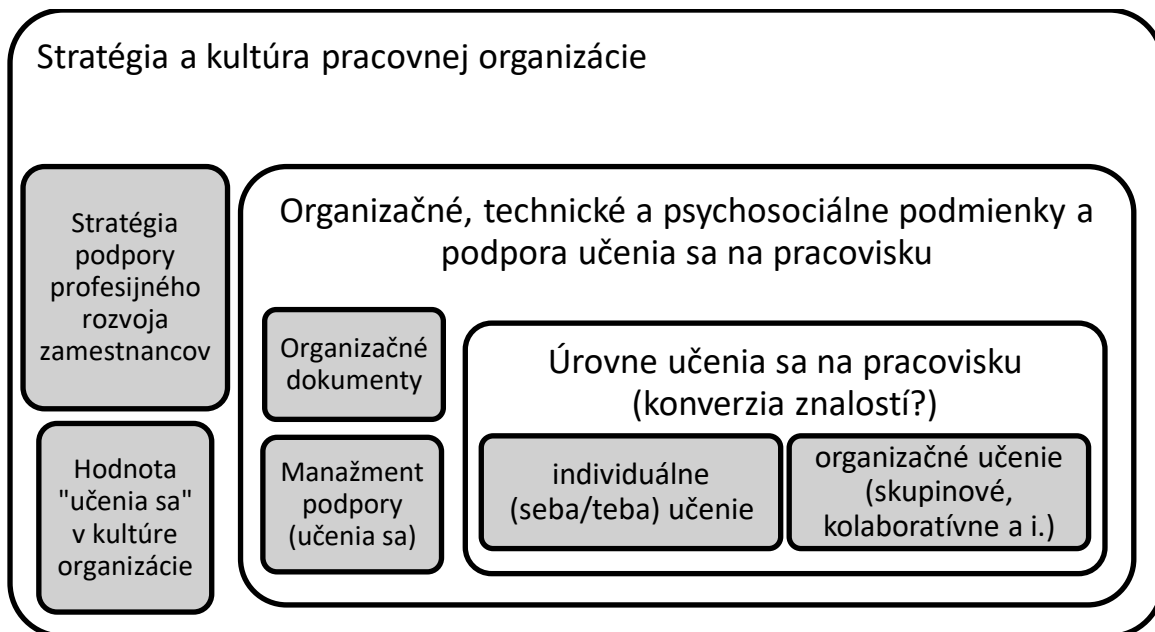 Stratégia a kultúra pracovnej organizácie
Stratégia
podpory
profesijného
rozvoja
zamestnancov
Hodnota
"učenia sa"
v kultúre
organizácie
Organizačné, technické a psychosociálne podmienky a
podpora učenia sa na pracovisku
Organizačné
dokumenty
Manažment
podpory
(učenia sa)
Úrovne učenia sa na pracovisku
(konverzia znalostí?)
individuálne
(seba/teba) učenie
organizačné učenie
(skupinové,
kolaboratívne a i.)